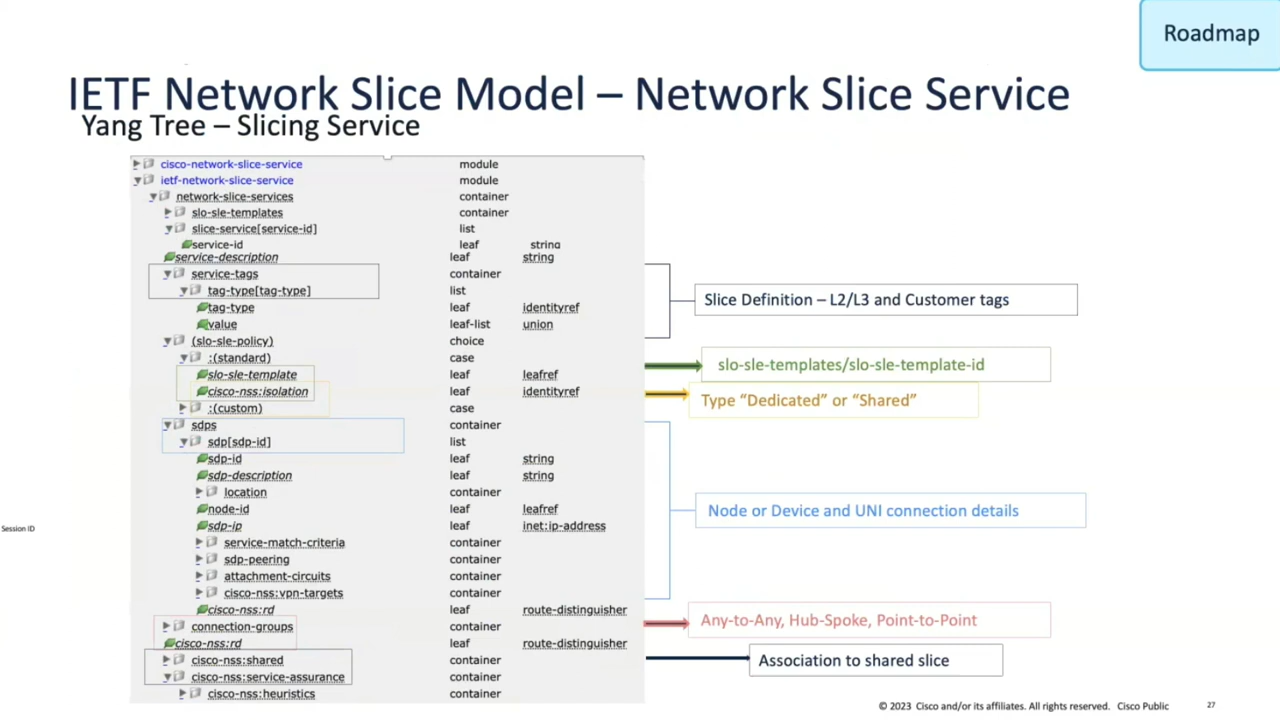 Roadmap
IETF Network Slice Model – Network Slice Service
Yang Tree – Slicing Service
cisco-network-slice-service module
ietf-network-slice-service module
network-slice-services container
slo-sle-templates container
slice-service[service-id] list
service-id leaf string
service-description leaf string
service-tags container
tag-type[tag-type] list
tag-type leaf identityref
value leaf-list union
(slo-sle-policy) choice
:(standard) case
slo-sle-template leaf leafref
cisco-nss:isolation leaf identityref
:(custom) case
sdps container
sdp[sdp-id] list
sdp-id leaf string
sdp-description leaf string
location container
node-id leaf leafref
sdp-ip leaf inet:ip-address
service-match-criteria container
sdp-peering container
attachment-circuits container
cisco-nss:vpn-targets container
cisco-nss:rd leaf route-distinguisher
connection-groups container
cisco-nss:rd leaf route-distinguisher
cisco-nss:shared container
cisco-nss:service-assurance container
cisco-nss:heuristics container
Slice Definition – L2/L3 and Customer tags
slo-sle-templates/slo-sle-template-id
Type “Dedicated” or “Shared”
Node or Device and UNI connection details
Any-to-Any, Hub-Spoke, Point-to-Point
Association to shared slice
Session ID
© 2023 Cisco and/or its affiliates. All rights reserved. Cisco Public 27